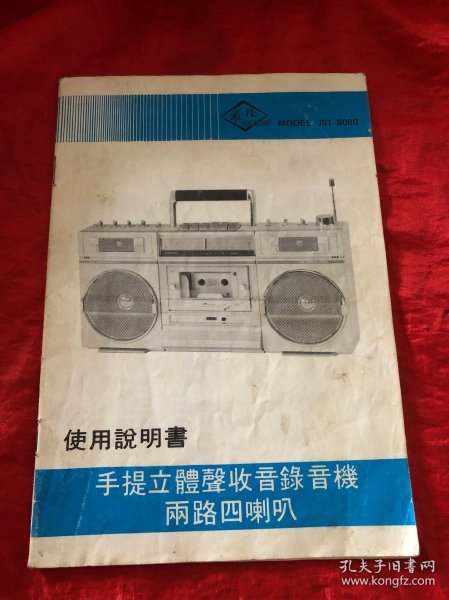 MODEL JST-8080
使用說明書
手提立體聲收音錄音機
兩路四喇叭
孔夫子旧书网
www.kongfz.com